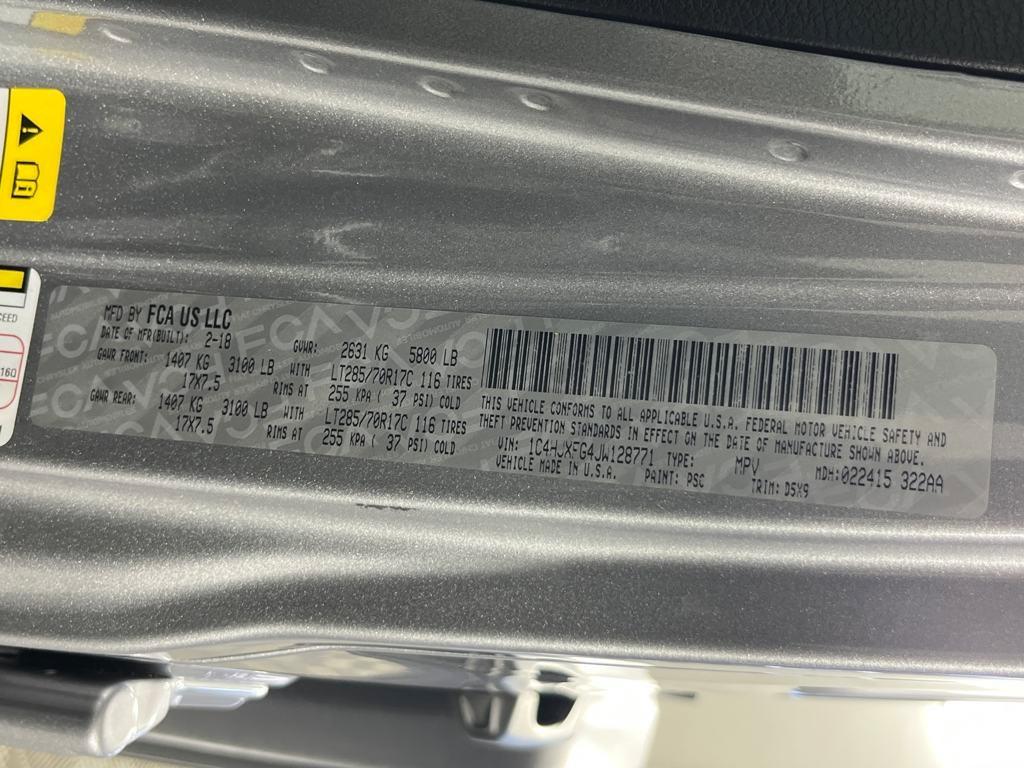 CEED
160
MFD BY FCA US LLC
DATE OF MFR(BUILT): 2-18 GVWR: 2631 KG 5800 LB
GAWR FRONT: 1407 KG 3100 LB WITH LT285/70R17C 116 TIRES
17X7.5 RIMS AT 255 KPA ( 37 PSI) COLD
GAWR REAR: 1407 KG 3100 LB WITH LT285/70R17C 116 TIRES
17X7.5 RIMS AT 255 KPA ( 37 PSI) COLD
THIS VEHICLE CONFORMS TO ALL APPLICABLE U.S.A. FEDERAL MOTOR VEHICLE SAFETY AND
THEFT PREVENTION STANDARDS IN EFFECT ON THE DATE OF MANUFACTURE SHOWN ABOVE.
VIN: 1C4HJXFG4JW128771 TYPE: MPV MDH:022415 322AA
VEHICLE MADE IN U.S.A. PAINT: PSC TRIM: D5X9